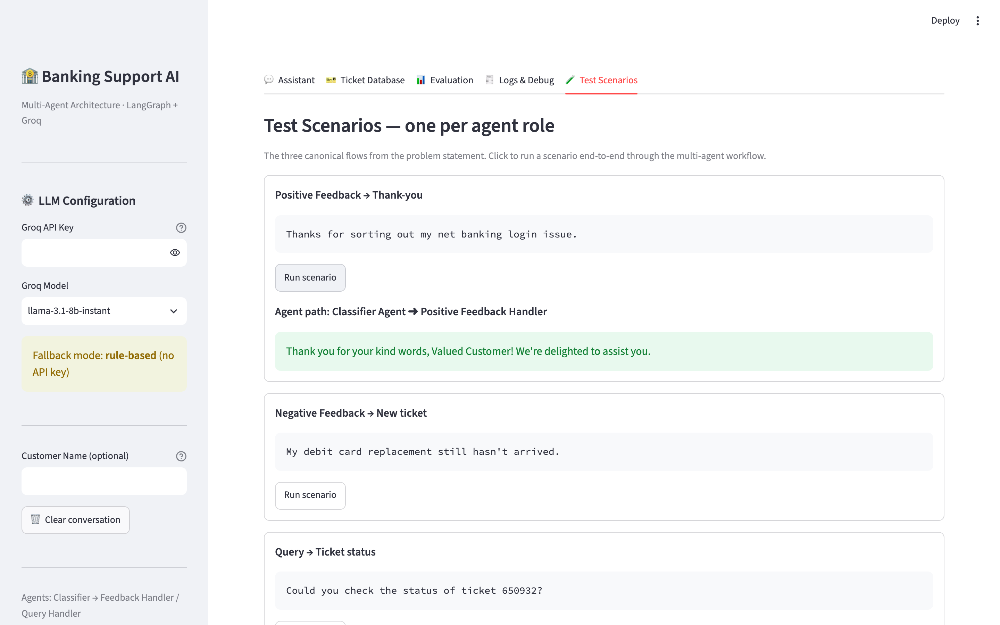 Deploy
Banking Support AI
Multi-Agent Architecture · LangGraph +
Groq
LLM Configuration
Groq API Key
Groq Model
llama-3.1-8b-instant
Fallback mode: rule-based (no
API key)
Customer Name (optional)
Clear conversation
Agents: Classifier → Feedback Handler /
Query Handler
Assistant
Ticket Database
Evaluation
Logs & Debug
Test Scenarios
Test Scenarios — one per agent role
The three canonical flows from the problem statement. Click to run a scenario end-to-end through the multi-agent workflow.
Positive Feedback → Thank-you
Thanks for sorting out my net banking login issue.
Run scenario
Agent path: Classifier Agent ➜ Positive Feedback Handler
Thank you for your kind words, Valued Customer! We're delighted to assist you.
Negative Feedback → New ticket
My debit card replacement still hasn't arrived.
Run scenario
Query → Ticket status
Could you check the status of ticket 650932?